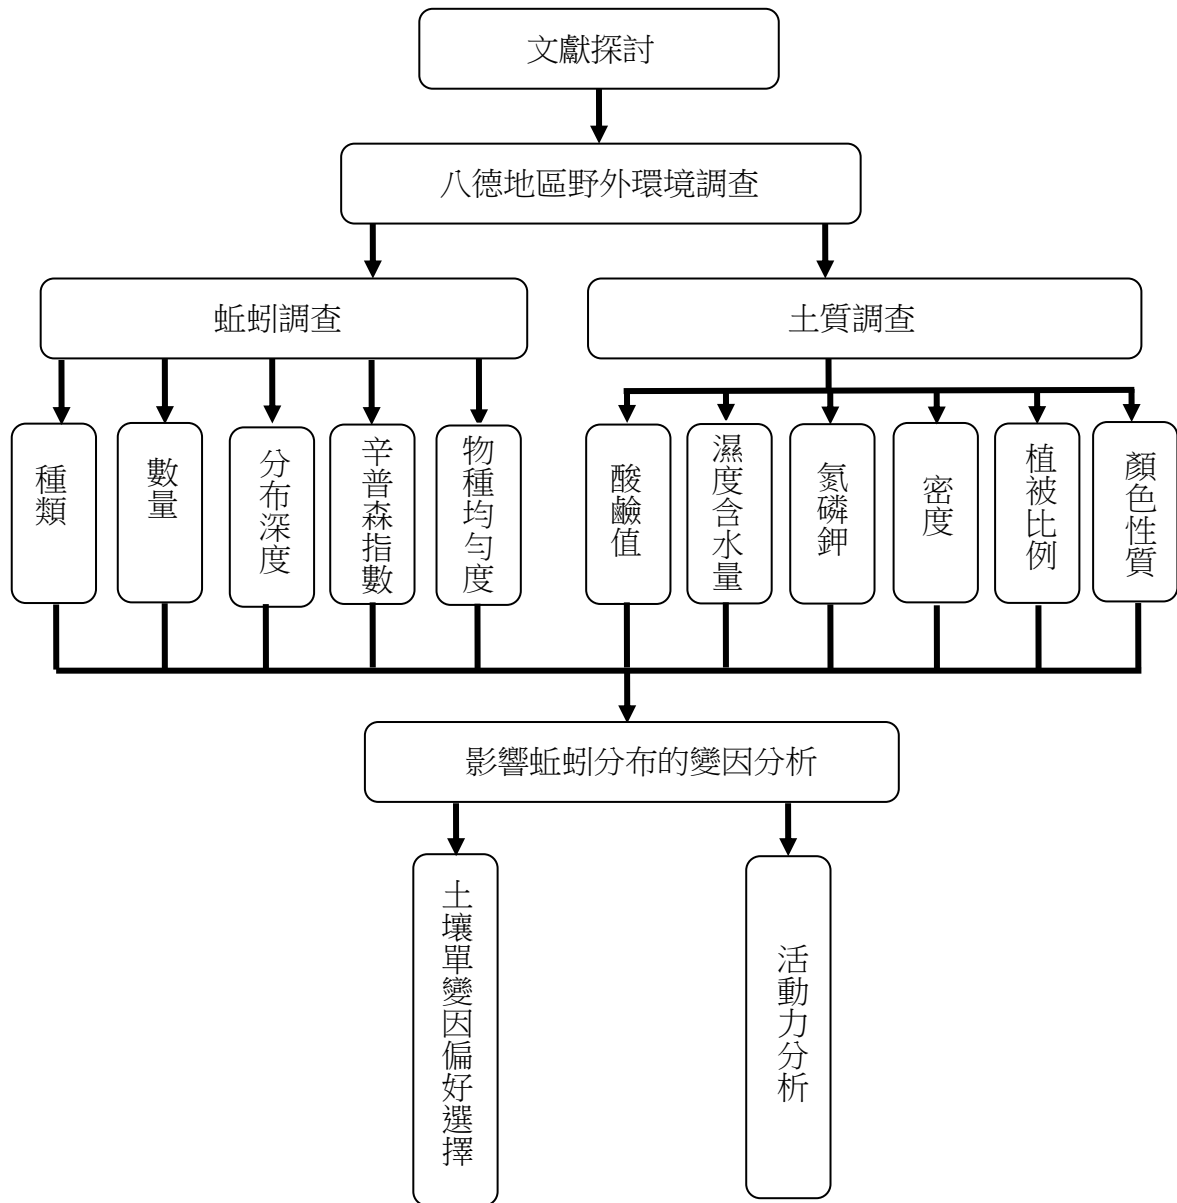 文獻探討
八德地區野外環境調查
蚯蚓調查
土質調查
種類
數量
分布深度
辛普森指數
物種均勻度
酸鹼值
濕度含水量
氮磷鉀
密度
植被比例
顏色性質
影響蚯蚓分布的變因分析
土壤單變因偏好選擇
活動力分析